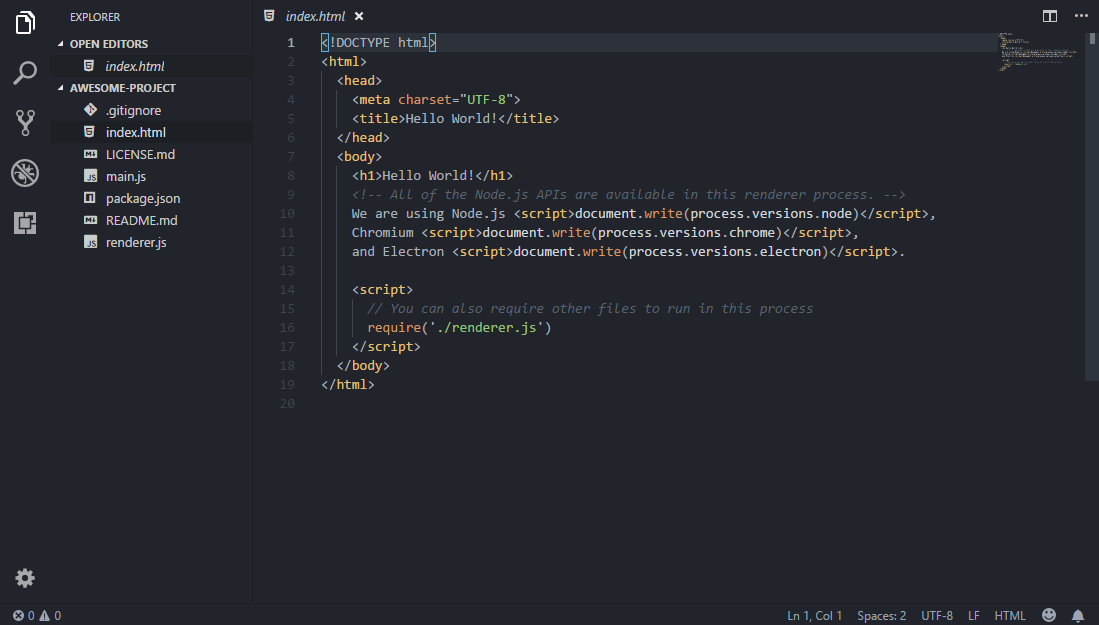 EXPLORER
OPEN EDITORS
index.html
AWESOME-PROJECT
.gitignore
index.html
LICENSE.md
main.js
package.json
README.md
renderer.js
index.html
1 <!DOCTYPE html>
2 <html>
3   <head>
4     <meta charset="UTF-8">
5     <title>Hello World!</title>
6   </head>
7   <body>
8     <h1>Hello World!</h1>
9     <!-- All of the Node.js APIs are available in this renderer process. -->
10     We are using Node.js <script>document.write(process.versions.node)</script>,
11     Chromium <script>document.write(process.versions.chrome)</script>,
12     and Electron <script>document.write(process.versions.electron)</script>.
13
14     <script>
15       // You can also require other files to run in this process
16       require('./renderer.js')
17     </script>
18   </body>
19 </html>
20
0 0 Ln 1, Col 1 Spaces: 2 UTF-8 LF HTML